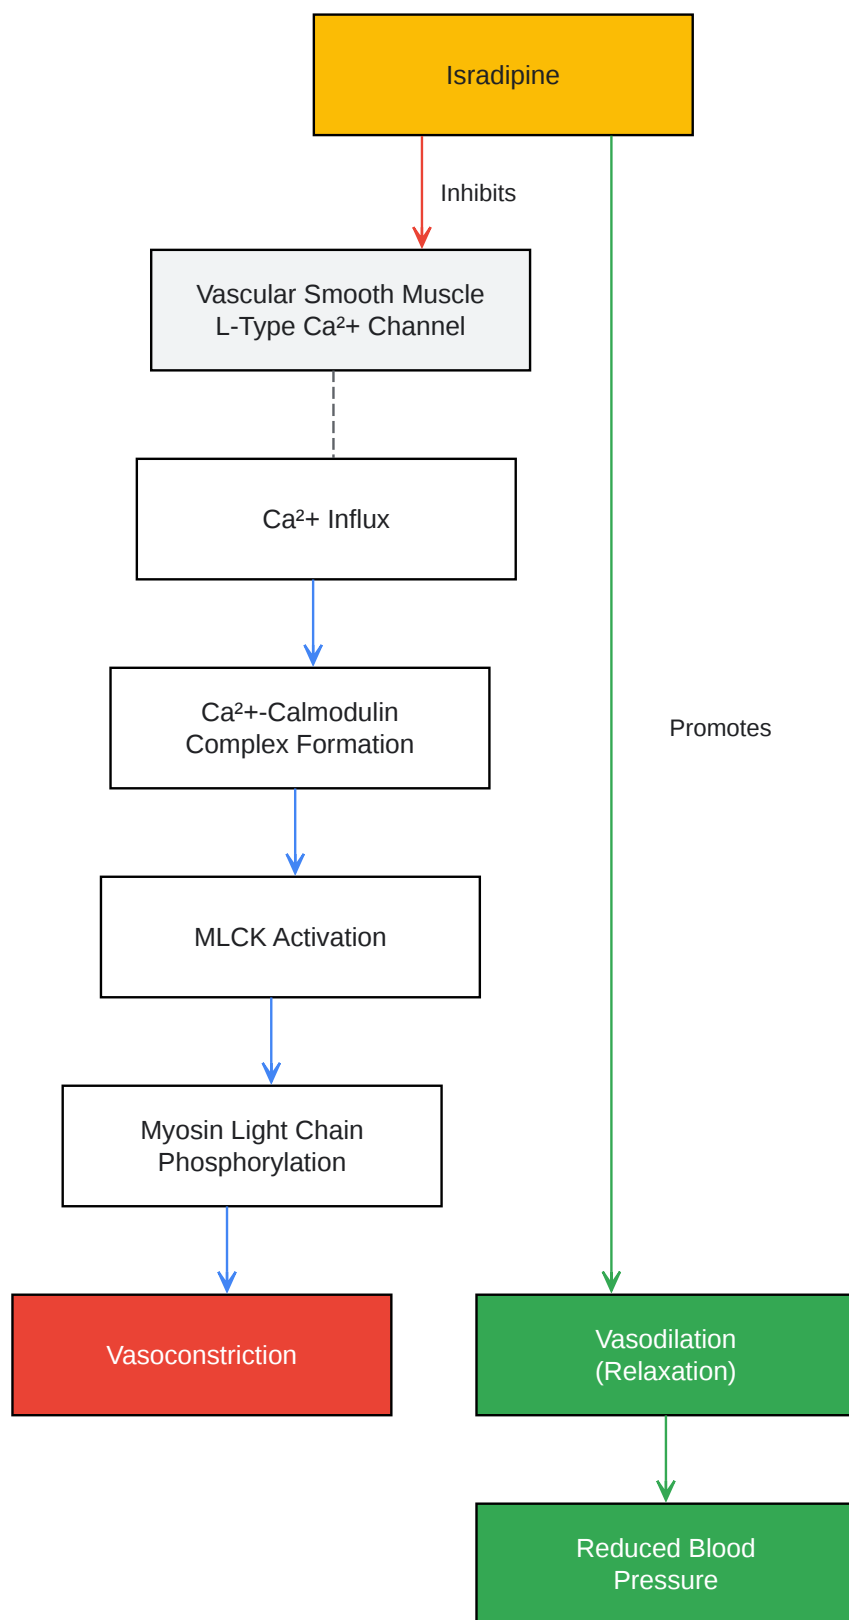 Isradipine
Inhibits
Vascular Smooth Muscle
L-Type Ca²+ Channel
Ca²+ Influx
Ca²+-Calmodulin
Complex Formation
Promotes
MLCK Activation
Myosin Light Chain
Phosphorylation
Vasoconstriction
Vasodilation
(Relaxation)
Reduced Blood
Pressure